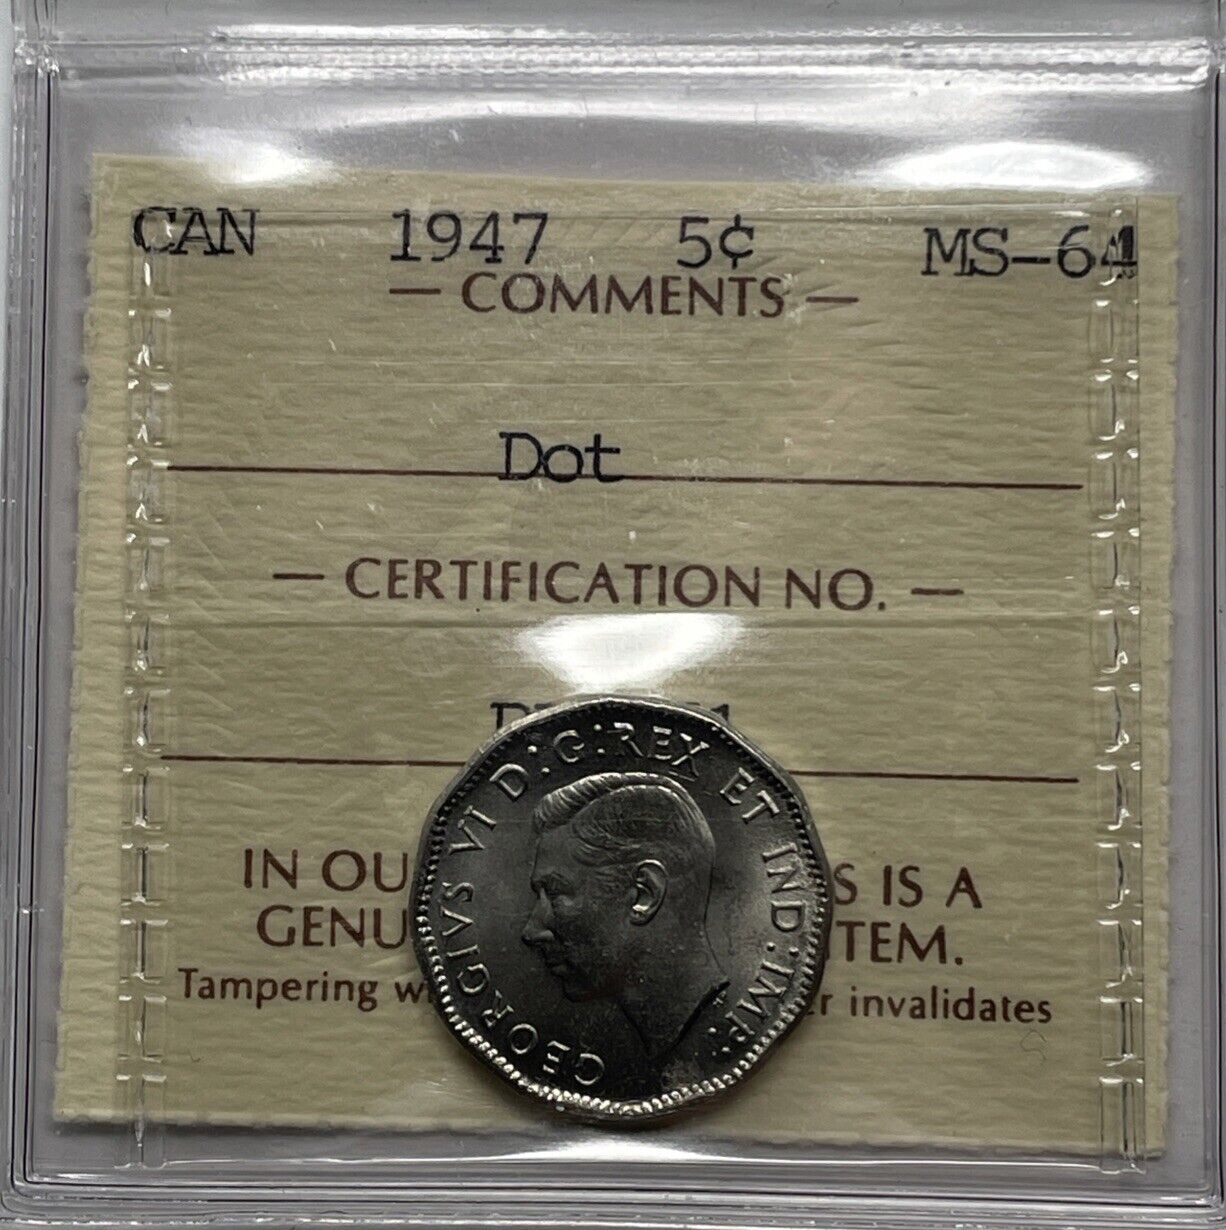 CAN 1947 5¢ MS-64
— COMMENTS —
Dot
— CERTIFICATION NO. —
IN OU S IS A
GENU TEM.
Tampering w r invalidates
GEORGIVS VI D:G:REX ET IND:IMP: